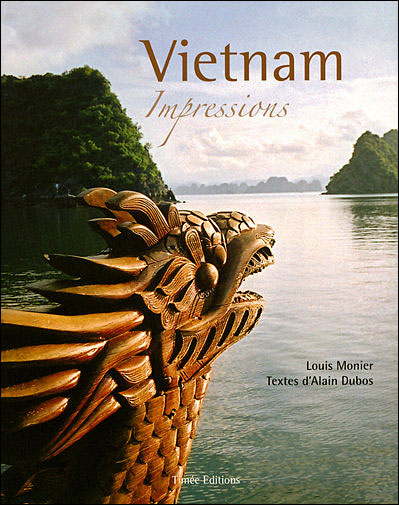 Vietnam
Impressions
Louis Monier
Textes d'Alain Dubos
Timée Editions